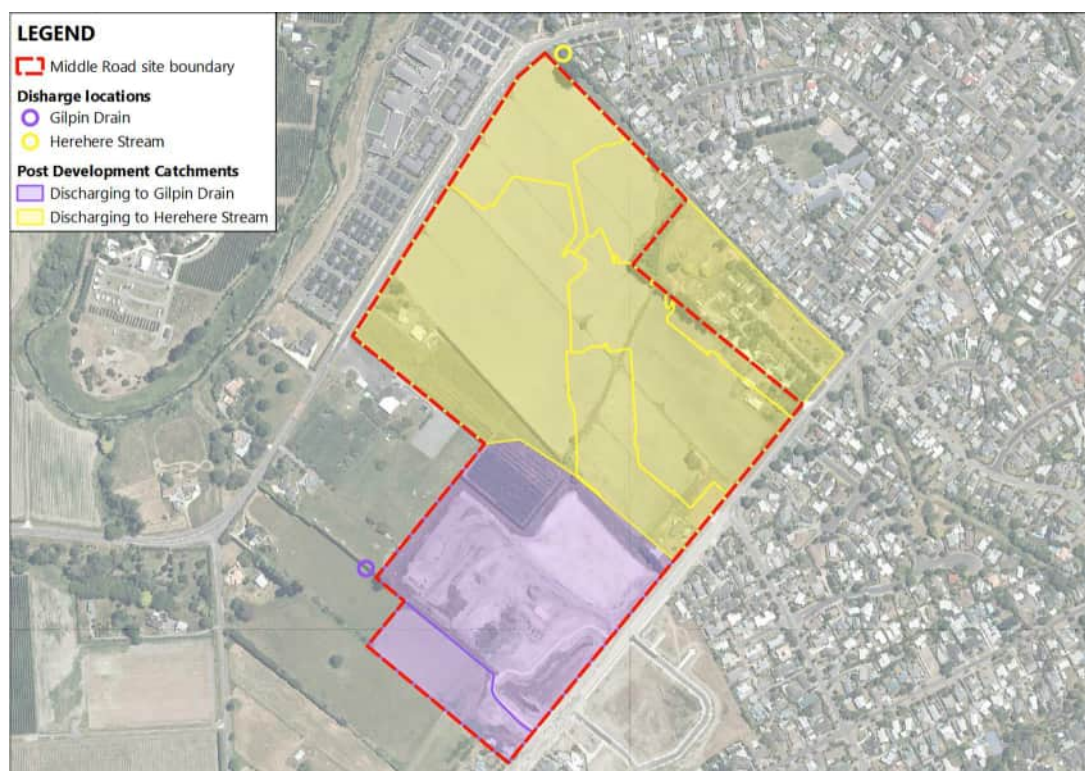 LEGEND
Middle Road site boundary
Disharge locations
Gilpin Drain
Herehere Stream
Post Development Catchments
Discharging to Gilpin Drain
Discharging to Herehere Stream